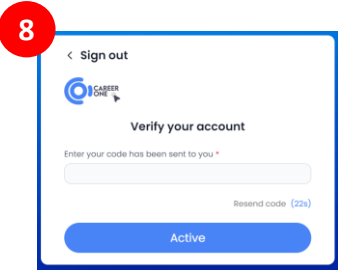 8
< Sign out
CAREER
ONE
Verify your account
Enter your code has been sent to you *
Resend code (22s)
Active